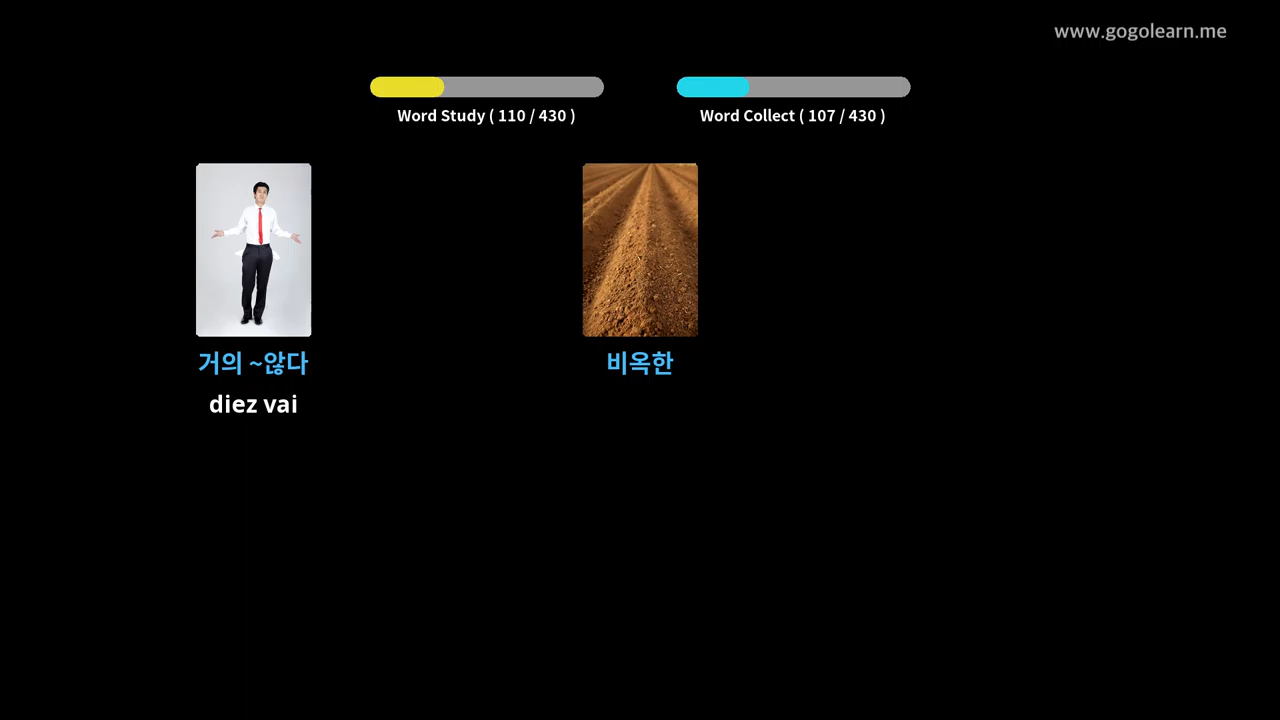 www.gogolearn.me
Word Study ( 110 / 430 )
Word Collect ( 107 / 430 )
거의 ~않다
비옥한
diez vai